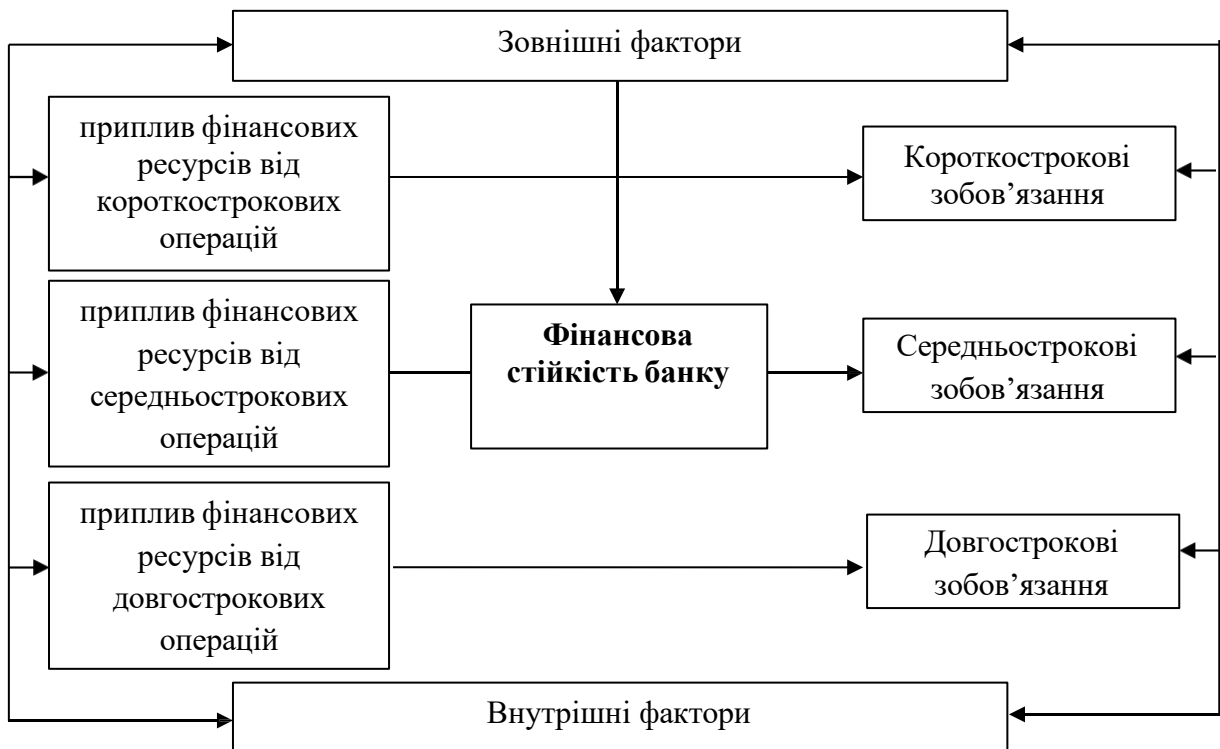 Зовнішні фактори
приплив фінансових
ресурсів від
короткострокових
операцій
Короткострокові
зобов’язання
приплив фінансових
ресурсів від
середньострокових
операцій
Фінансова
стійкість банку
Середньострокові
зобов’язання
приплив фінансових
ресурсів від
довгострокових
операцій
Довгострокові
зобов’язання
Внутрішні фактори